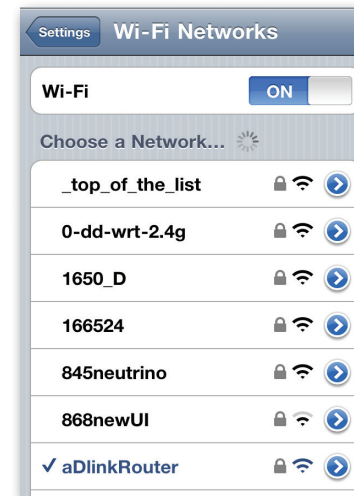 Settings
Wi-Fi Networks
Wi-Fi ON
Choose a Network...
_top_of_the_list
0-dd-wrt-2.4g
1650_D
166524
845neutrino
868newUI
✓ aDlinkRouter